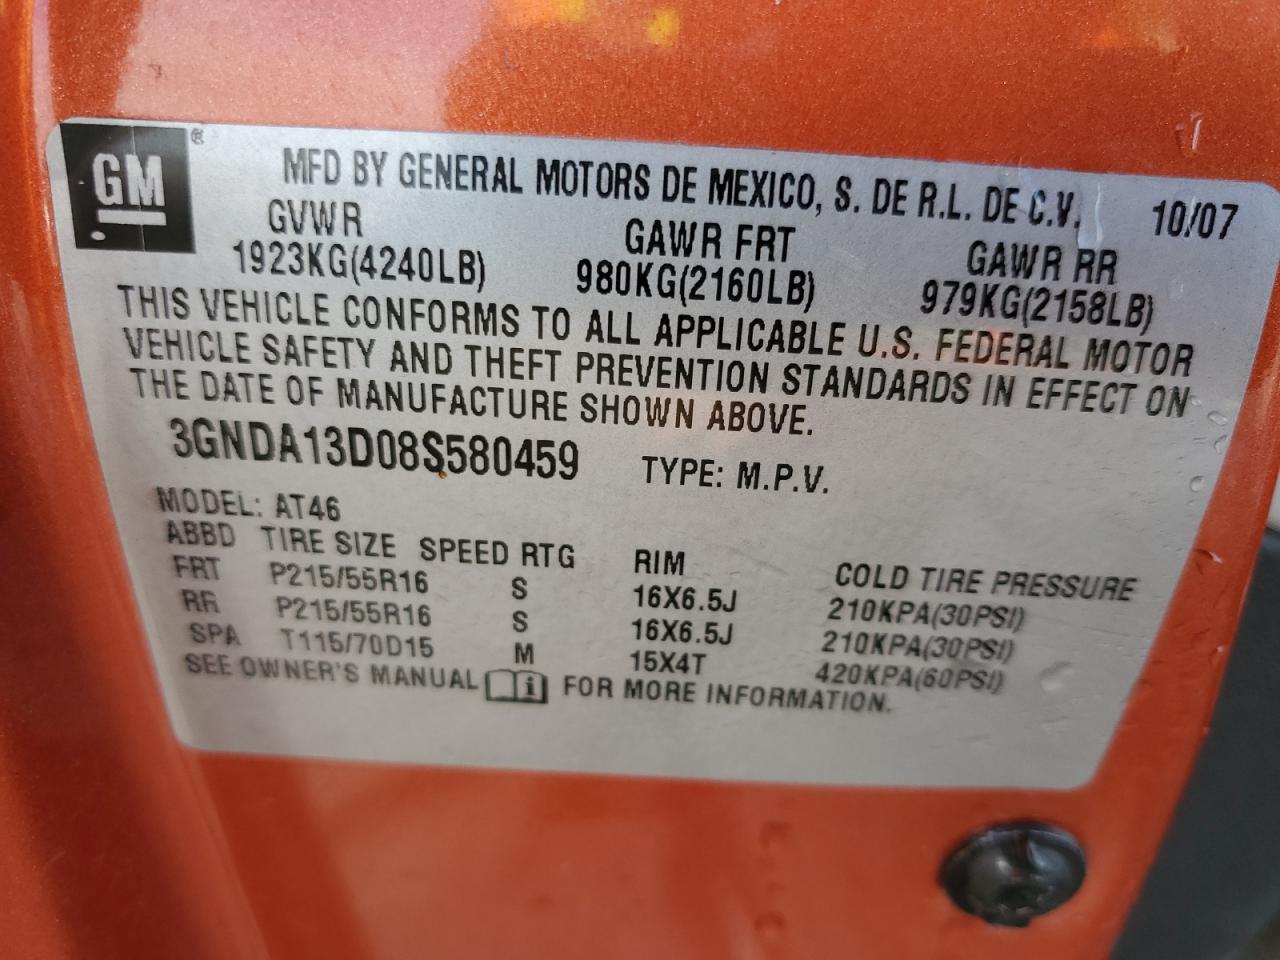 GM ®
MFD BY GENERAL MOTORS DE MEXICO, S. DE R.L. DE C.V. 10/07
GVWR GAWR FRT GAWR RR
1923KG(4240LB) 980KG(2160LB) 979KG(2158LB)
THIS VEHICLE CONFORMS TO ALL APPLICABLE U.S. FEDERAL MOTOR
VEHICLE SAFETY AND THEFT PREVENTION STANDARDS IN EFFECT ON
THE DATE OF MANUFACTURE SHOWN ABOVE.
3GNDA13D08S580459 TYPE: M.P.V.
MODEL: AT46
ABBD TIRE SIZE SPEED RTG RIM COLD TIRE PRESSURE
FRT P215/55R16 S 16X6.5J 210KPA(30PSI)
RR P215/55R16 S 16X6.5J 210KPA(30PSI)
SPA T115/70D15 M 15X4T 420KPA(60PSI)
SEE OWNER'S MANUAL i FOR MORE INFORMATION.